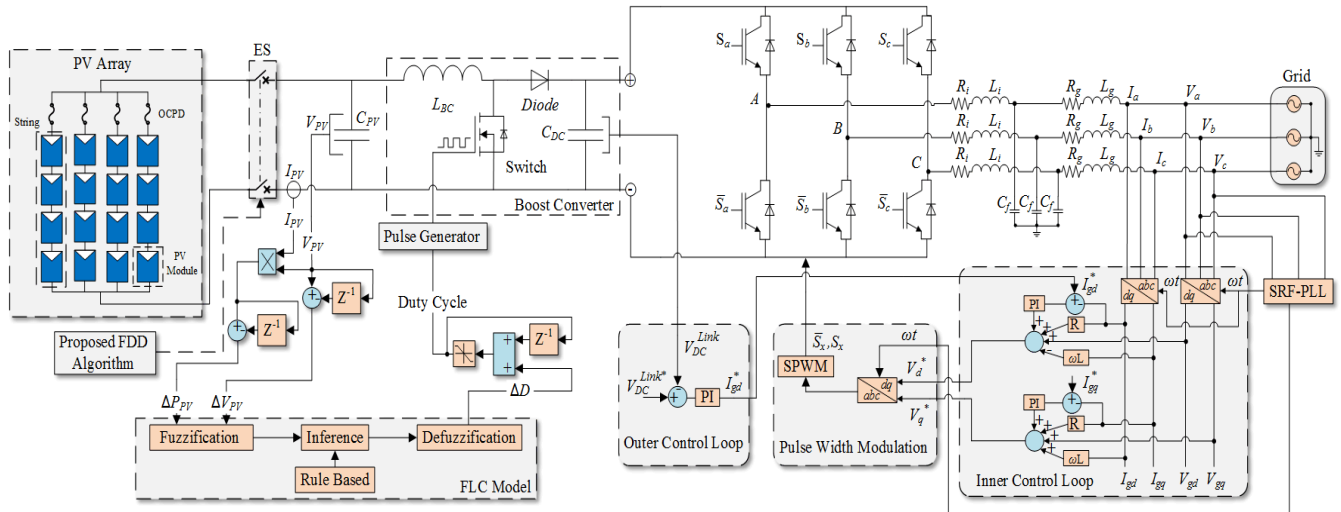 PV Array
String
OCPD
PV
Module
ES
I_PV
I_PV
V_PV
V_PV
C_PV
L_BC
Diode
C_DC
Switch
Boost Converter
Pulse Generator
Duty Cycle
Z⁻¹
Z⁻¹
Z⁻¹
Proposed FDD
Algorithm
ΔP_PV
ΔV_PV
ΔD
Fuzzification
Inference
Defuzzification
Rule Based
FLC Model
S_a
S_b
S_c
A
B
C
S̅_a
S̅_b
S̅_c
R_i
L_i
R_g
L_g
I_a
V_a
R_i
L_i
R_g
L_g
I_b
V_b
R_i
L_i
R_g
L_g
I_c
V_c
C_f
C_f
C_f
Grid
V_DC^Link
V_DC^Link*
PI
I_gd^*
Outer Control Loop
S̅_x, S_x
SPWM
ωt
dq
abc
V_d^*
V_q^*
Pulse Width Modulation
I_gd^*
abc
dq
ωt
abc
dq
ωt
SRF-PLL
PI
R
ωL
I_gq^*
PI
R
ωL
I_gd
I_gq
V_gd
V_gq
Inner Control Loop